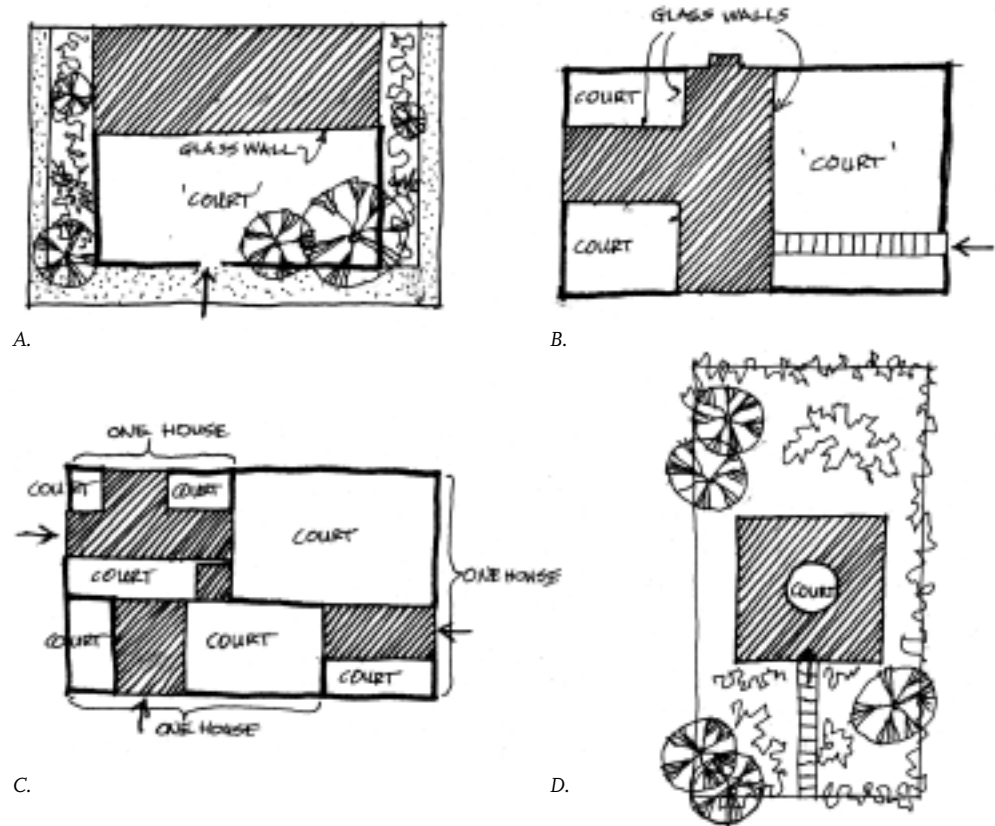 GLASS WALL
'COURT'
A.
GLASS WALLS
COURT
'COURT'
COURT
B.
ONE HOUSE
COURT
COURT
COURT
COURT
ONE HOUSE
COURT
COURT
COURT
ONE HOUSE
C.
COURT
D.